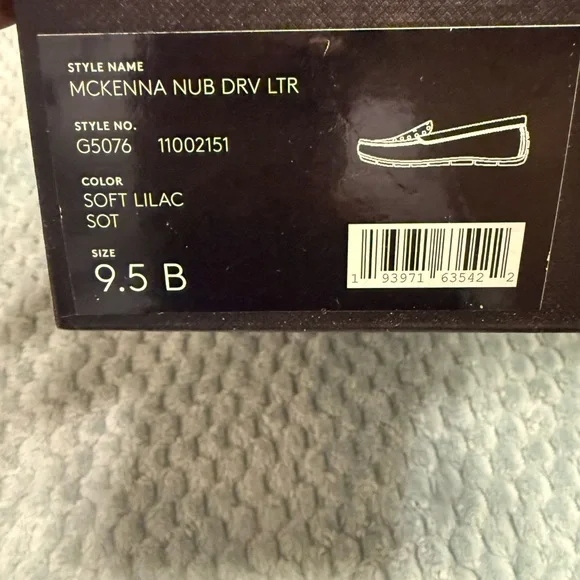 STYLE NAME
MCKENNA NUB DRV LTR
STYLE NO.
G5076 11002151
COLOR
SOFT LILAC
SOT
SIZE
9.5 B
1 93971 63542 2